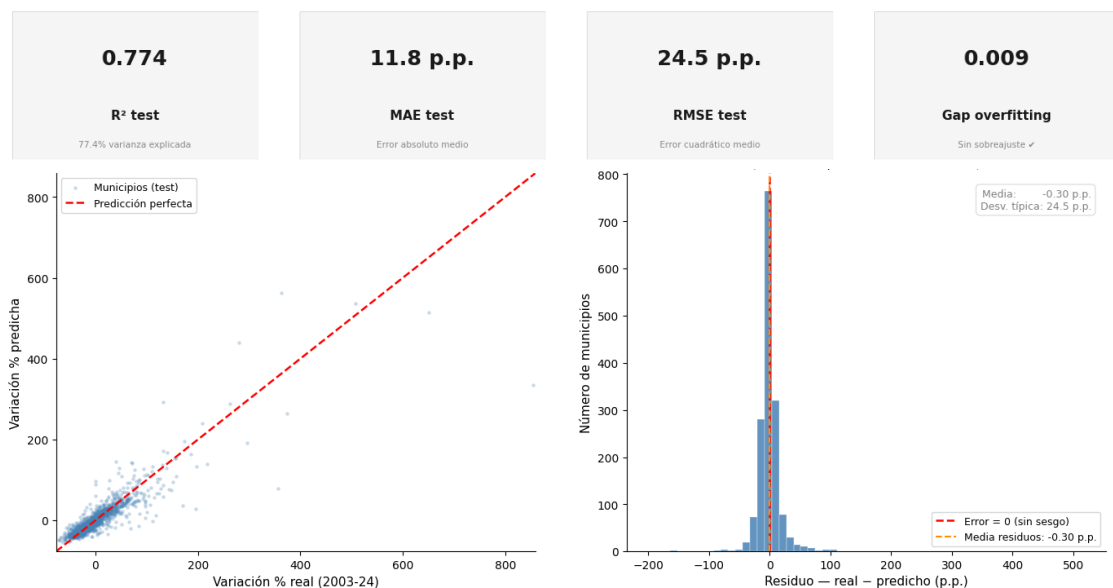 0.774
R² test
77.4% varianza explicada
11.8 p.p.
MAE test
Error absoluto medio
24.5 p.p.
RMSE test
Error cuadrático medio
0.009
Gap overfitting
Sin sobreajuste ✔
Municipios (test)
Predicción perfecta
Variación % predicha
800
600
400
200
0
0
200
400
600
800
Variación % real (2003-24)
Media: -0.30 p.p.
Desv. típica: 24.5 p.p.
Número de municipios
800
700
600
500
400
300
200
100
0
Error = 0 (sin sesgo)
Media residuos: -0.30 p.p.
−200
−100
0
100
200
300
400
500
Residuo — real − predicho (p.p.)